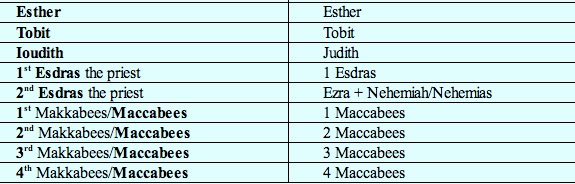 Esther Esther
Tobit Tobit
Ioudith Judith
1st Esdras the priest 1 Esdras
2nd Esdras the priest Ezra + Nehemiah/Nehemias
1st Makkabees/Maccabees 1 Maccabees
2nd Makkabees/Maccabees 2 Maccabees
3rd Makkabees/Maccabees 3 Maccabees
4th Makkabees/Maccabees 4 Maccabees